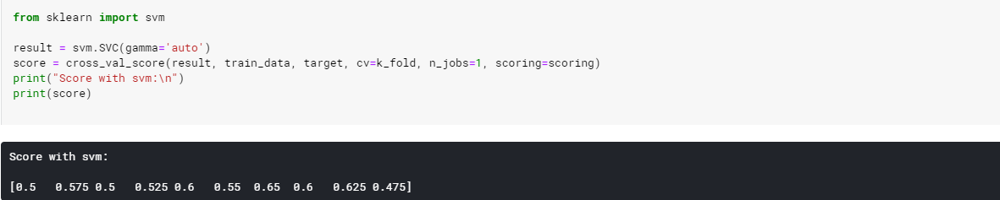 from sklearn import svm
result = svm.SVC(gamma='auto')
score = cross_val_score(result, train_data, target, cv=k_fold, n_jobs=1, scoring=scoring)
print("Score with svm:\n")
print(score)
Score with svm:
[0.5   0.575 0.5   0.525 0.6   0.55  0.65  0.6   0.625 0.475]